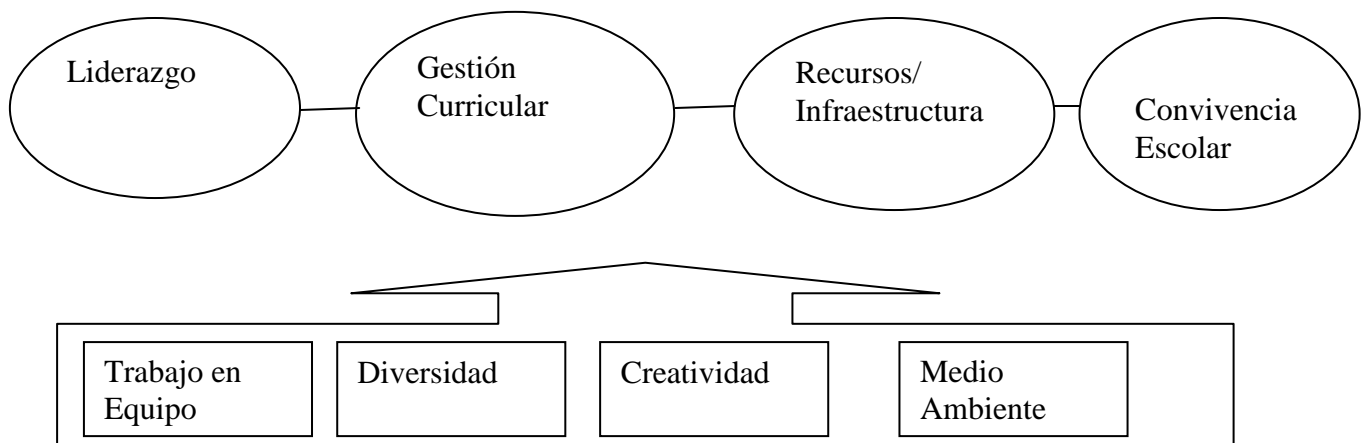 Liderazgo
Gestión
Curricular
Recursos/
Infraestructura
Convivencia
Escolar
Trabajo en
Equipo
Diversidad
Creatividad
Medio
Ambiente